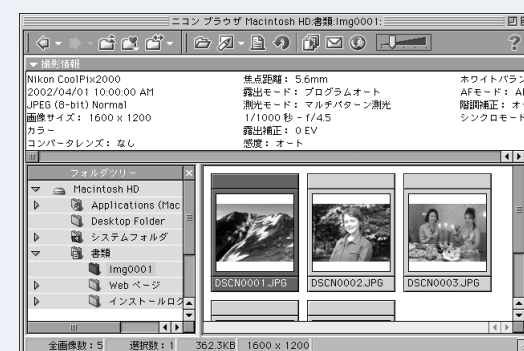 ニコン ブラウザ Macintosh HD:書類:Img0001:
?
撮影情報
Nikon CoolPix2000
2002/04/01 10:00:00 AM
JPEG (8-bit) Normal
画像サイズ： 1600 x 1200
カラー
コンバータレンズ： なし
焦点距離： 5.6mm
露出モード： プログラムオート
測光モード： マルチパターン測光
1/1000 秒 - f/4.5
露出補正： 0 EV
感度： オート
ホワイトバラン
AFモード： AF
階調補正： オ
シンクロモード
フォルダツリー
Macintosh HD
Applications (Mac
Desktop Folder
システムフォルダ
書類
Img0001
Web ページ
インストールログ
DSCN0001.JPG
DSCN0002.JPG
DSCN0003.JPG
全画像数：5 選択数：1 362.3KB 1600 x 1200